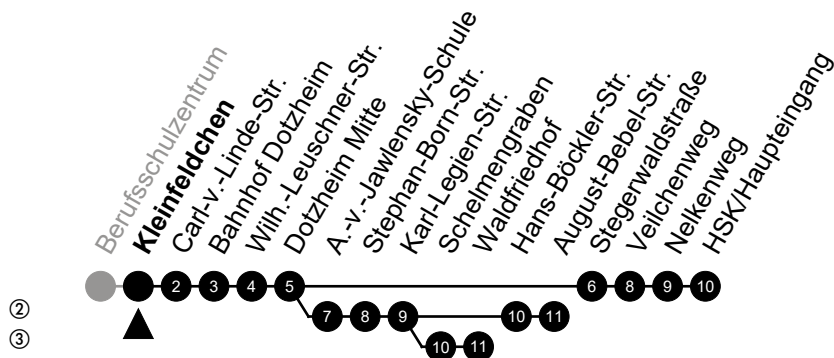 Berufsschulzentrum
Kleinfeldchen
Carl-v.-Linde-Str.
Bahnhof Dotzheim
Wilh.-Leuschner-Str.
Dotzheim Mitte
A.-v.-Jawlensky-Schule
Stephan-Born-Str.
Karl-Legien-Str.
Schelmengraben
Waldfriedhof
Hans-Böckler-Str.
August-Bebel-Str.
Stegerwaldstraße
Veilchenweg
Nelkenweg
HSK/Haupteingang
2 3 4 5 6 8 9 10
② 7 8 9 10 11
③ 10 11